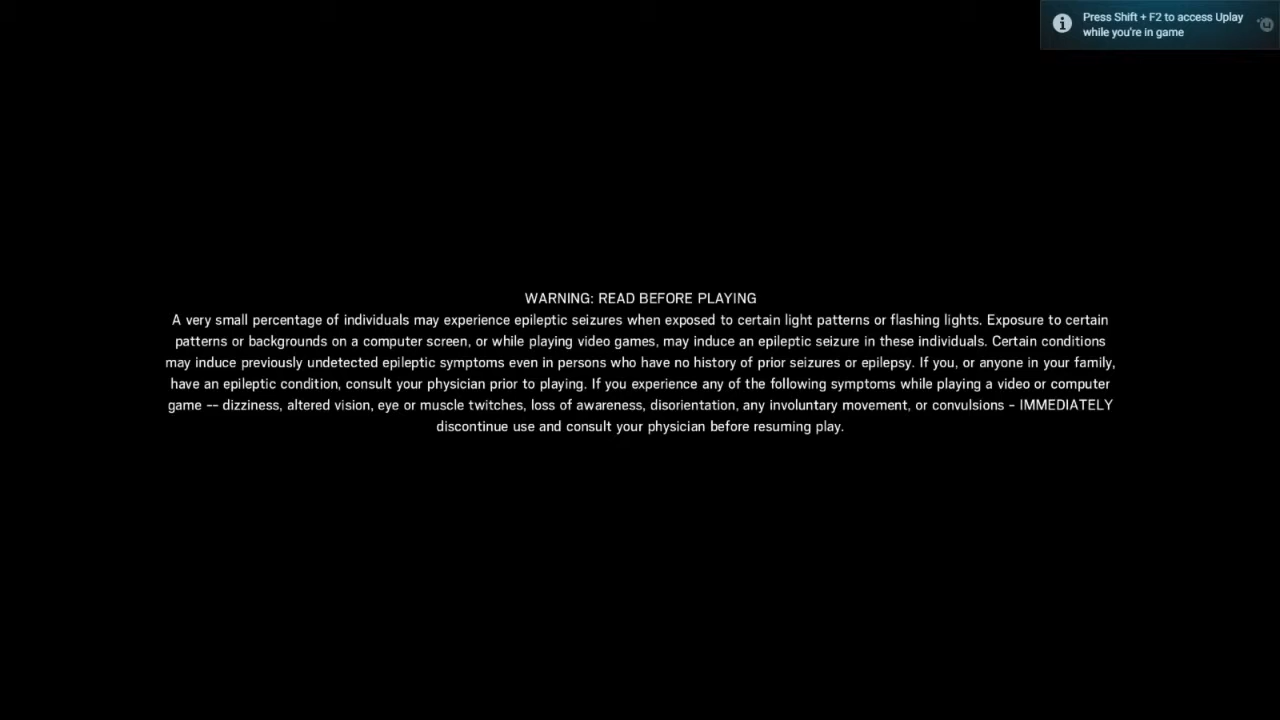 Press Shift + F2 to access Uplay
while you're in game
WARNING: READ BEFORE PLAYING
A very small percentage of individuals may experience epileptic seizures when exposed to certain light patterns or flashing lights. Exposure to certain
patterns or backgrounds on a computer screen, or while playing video games, may induce an epileptic seizure in these individuals. Certain conditions
may induce previously undetected epileptic symptoms even in persons who have no history of prior seizures or epilepsy. If you, or anyone in your family,
have an epileptic condition, consult your physician prior to playing. If you experience any of the following symptoms while playing a video or computer
game -- dizziness, altered vision, eye or muscle twitches, loss of awareness, disorientation, any involuntary movement, or convulsions - IMMEDIATELY
discontinue use and consult your physician before resuming play.